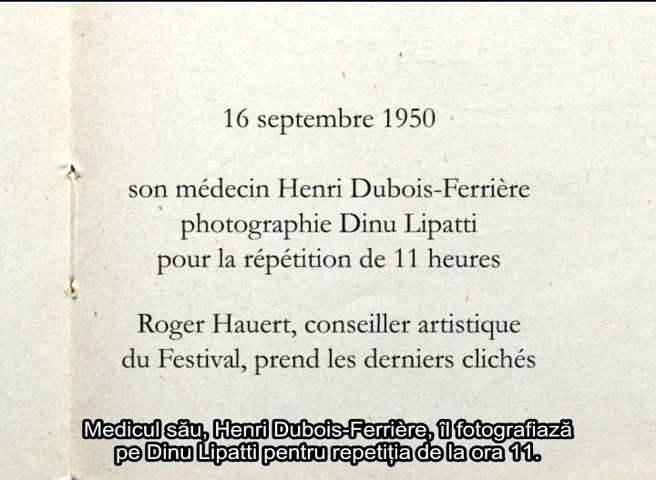 16 septembre 1950
son médecin Henri Dubois-Ferrière
photographie Dinu Lipatti
pour la répétition de 11 heures
Roger Hauert, conseiller artistique
du Festival, prend les derniers clichés
Medicul său, Henri Dubois-Ferrière, îl fotografiază
pe Dinu Lipatti pentru repetiția de la ora 11.